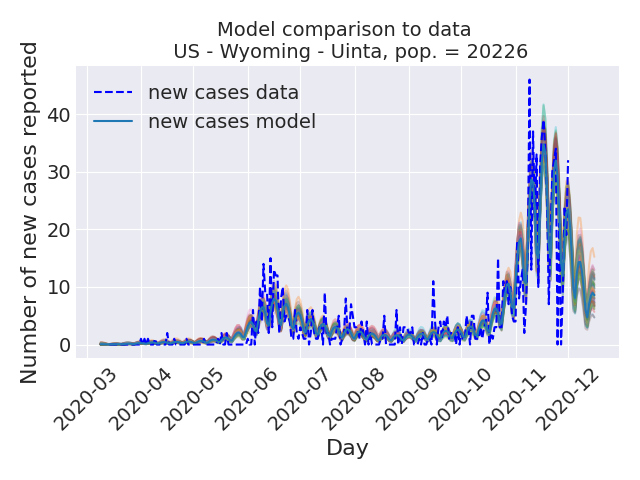 Model comparison to data
US - Wyoming - Uinta, pop. = 20226
new cases data
new cases model
Number of new cases reported
40
30
20
10
0
2020-03
2020-04
2020-05
2020-06
2020-07
2020-08
2020-09
2020-10
2020-11
2020-12
Day